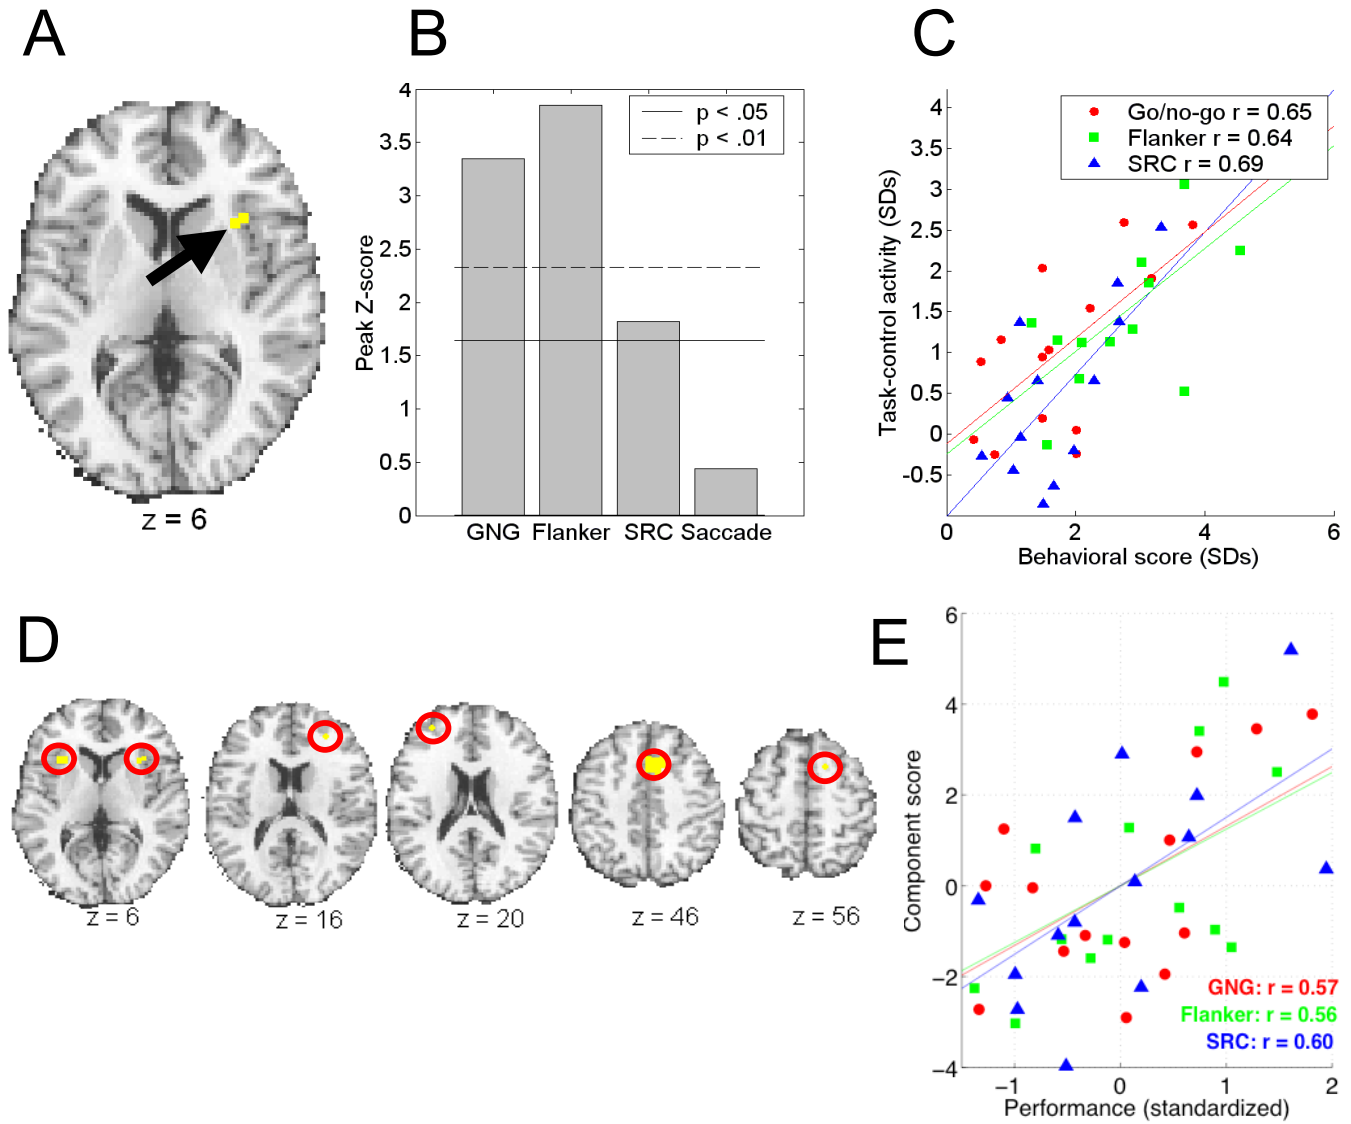 A
B
C
z = 6
4
3.5
3
2.5
2
1.5
1
0.5
0
Peak Z-score
p < .05
p < .01
GNG Flanker SRC Saccade
4
3.5
3
2.5
2
1.5
1
0.5
0
-0.5
Task-control activity (SDs)
Go/no-go r = 0.65
Flanker r = 0.64
SRC r = 0.69
0 2 4 6
Behavioral score (SDs)
D
E
z = 6
z = 16
z = 20
z = 46
z = 56
6
4
2
0
−2
−4
Component score
GNG: r = 0.57
Flanker: r = 0.56
SRC: r = 0.60
−1 0 1 2
Performance (standardized)